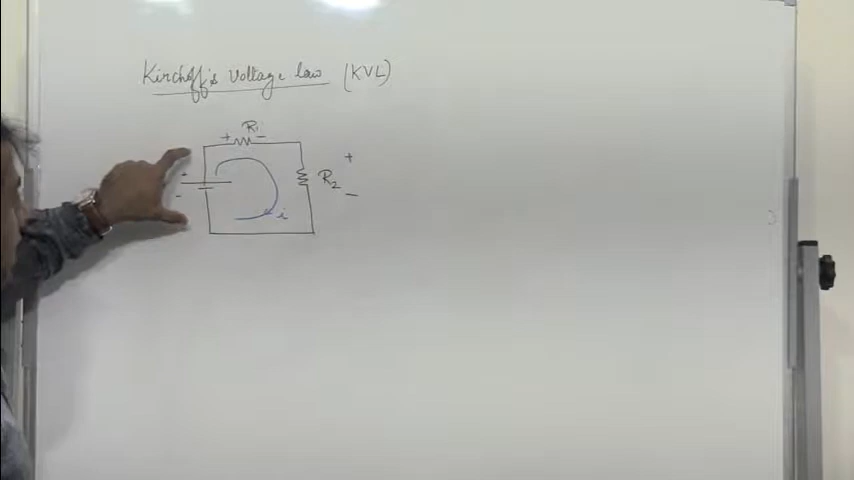 Kirchoff's Voltage law (KVL)
R1
+ -
+ R2 +
- -
i